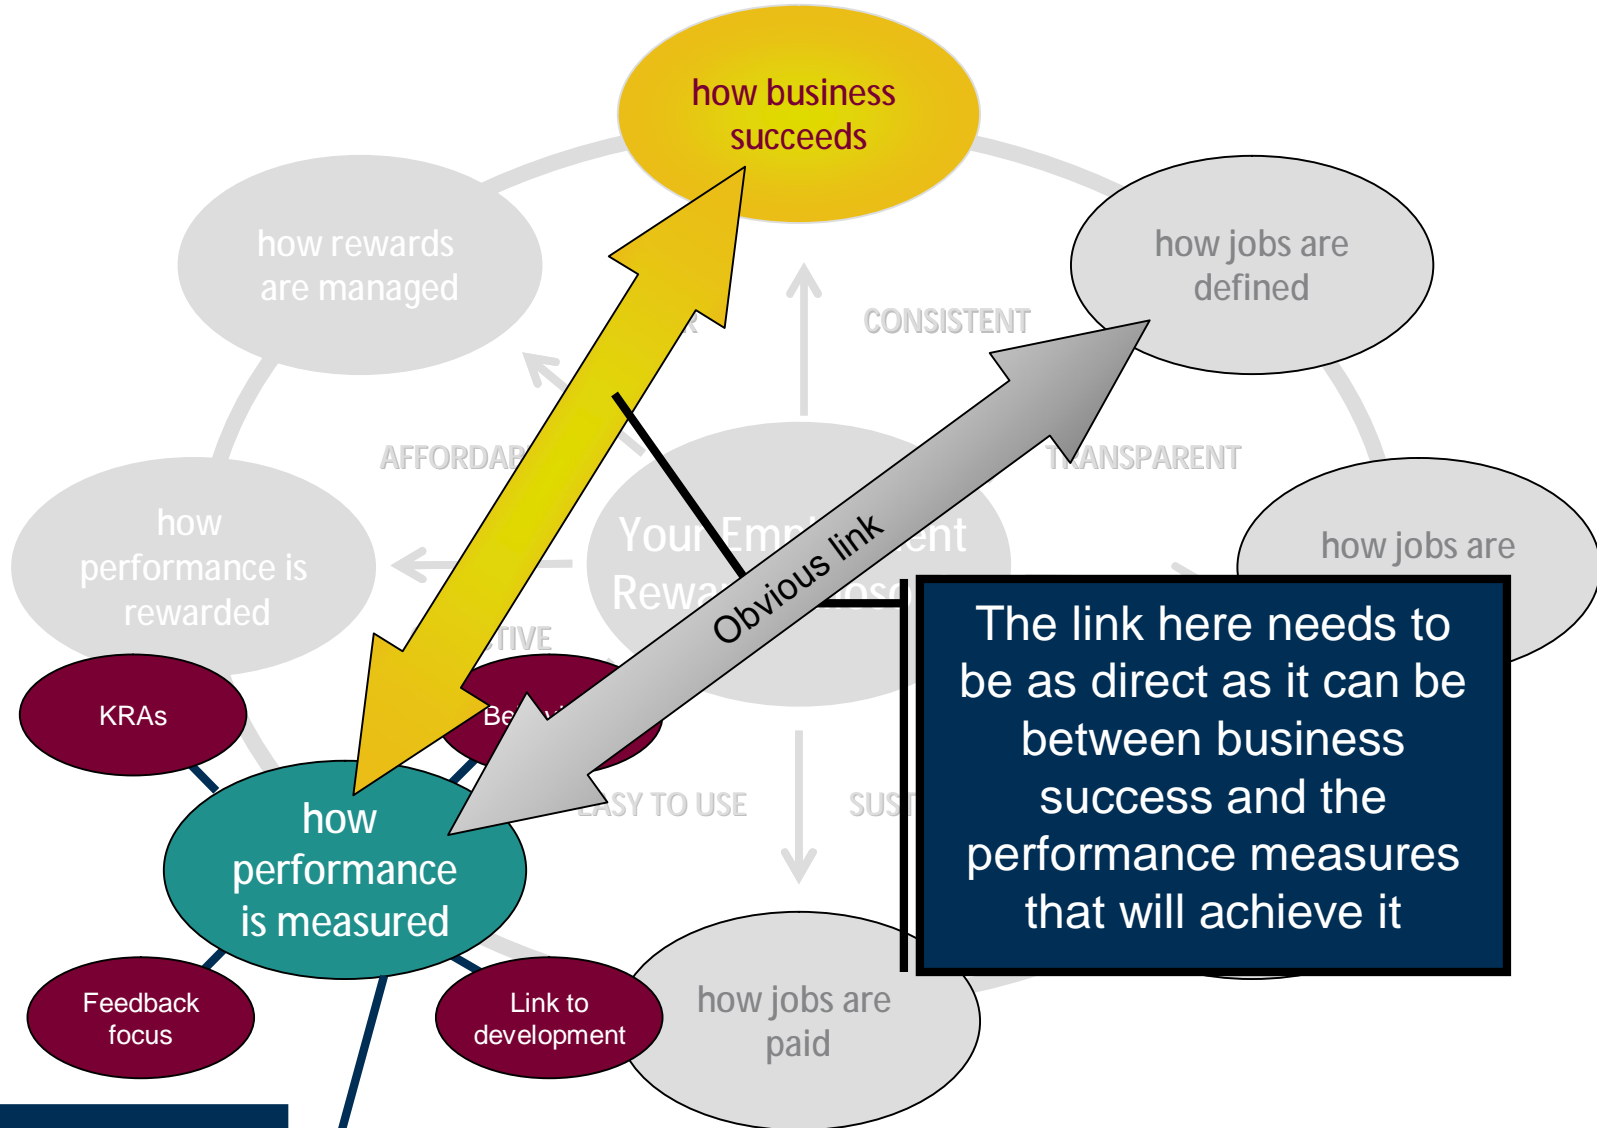 how business
succeeds
how rewards
are managed
how jobs are
defined
CONSISTENT
TRANSPARENT
how
performance is
rewarded
Your
how jobs are
Obvious link
The link here needs to
be as direct as it can be
between business
success and the
performance measures
that will achieve it
KRAs
EASY TO USE
how
performance
is measured
Feedback
focus
Link to
development
how jobs are
paid